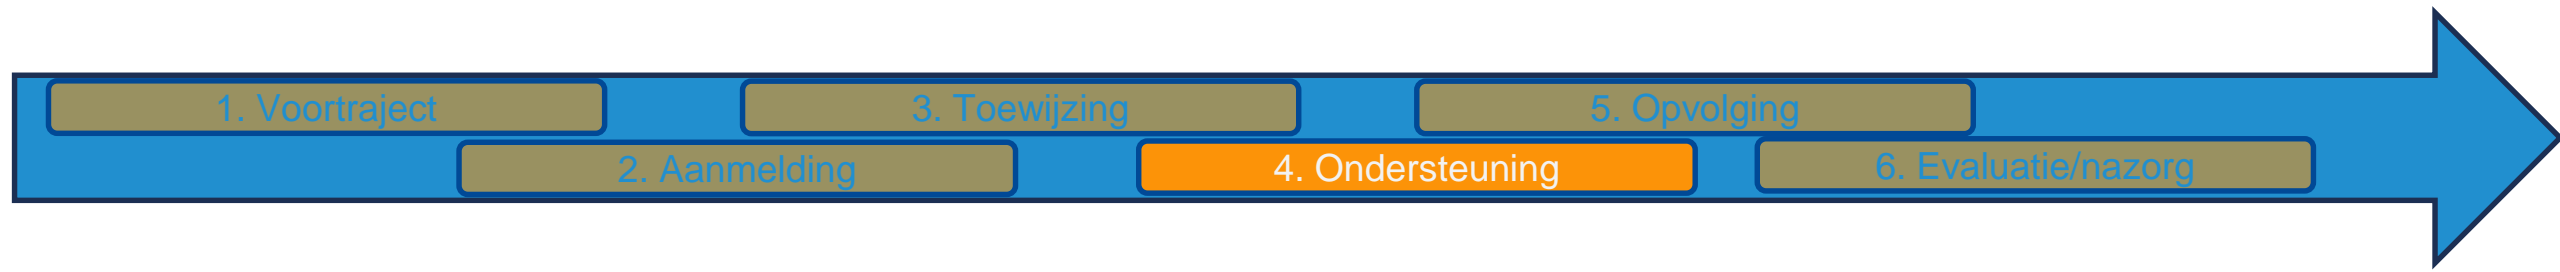 1. Voortraject
2. Aanmelding
3. Toewijzing
4. Ondersteuning
5. Opvolging
6. Evaluatie/nazorg